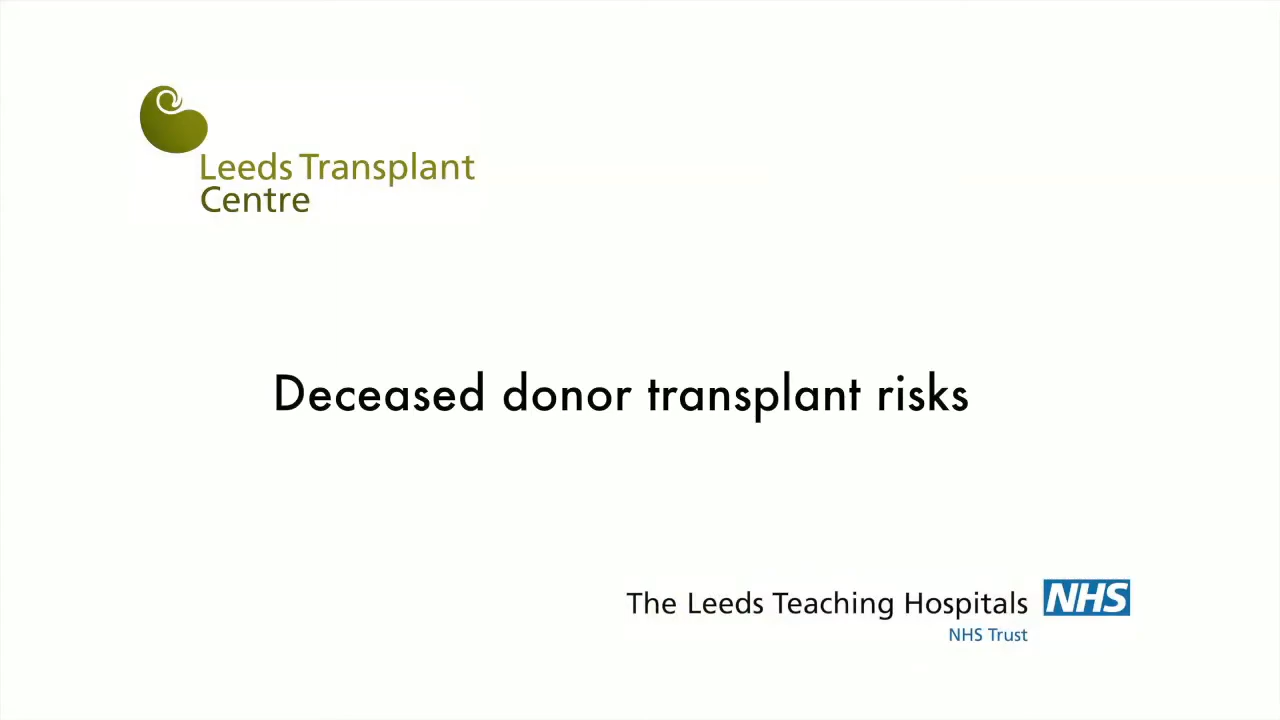 Leeds Transplant
Centre
Deceased donor transplant risks
The Leeds Teaching Hospitals NHS
NHS Trust